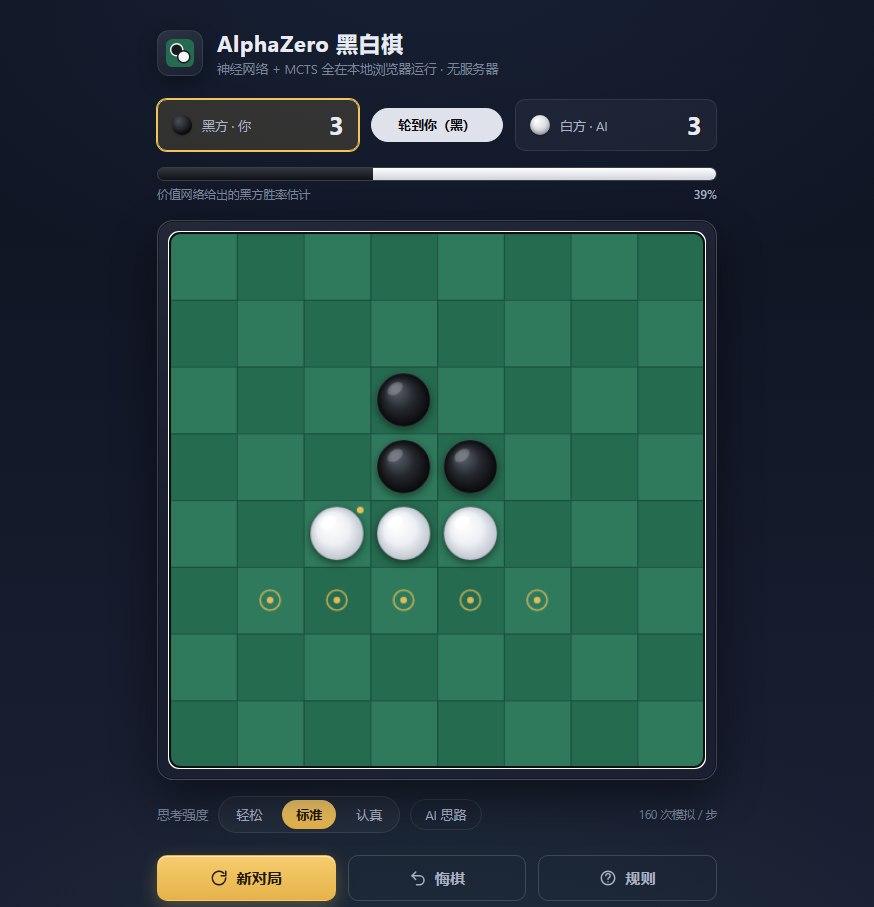 AlphaZero 黑白棋
神经网络 + MCTS 全在本地浏览器运行 · 无服务器
黑方 · 你
3
轮到你（黑）
白方 · AI
3
价值网络给出的黑方胜率估计
39%
思考强度
轻松
标准
认真
AI 思路
160 次模拟 / 步
新对局
悔棋
规则